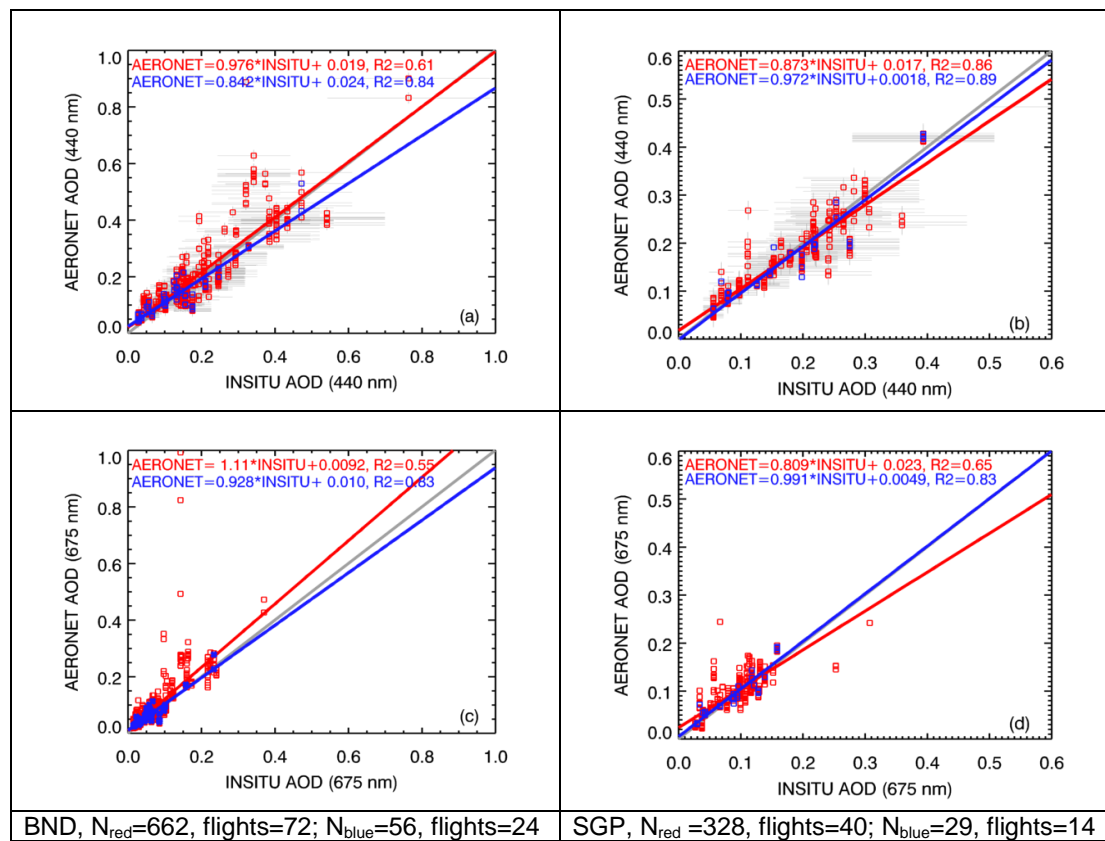 AERONET=0.976*INSITU+ 0.019, R2=0.61
AERONET=0.842*INSITU+ 0.024, R2=0.84
1.0
0.8
0.6
0.4
0.2
0.0
AERONET AOD (440 nm)
(a)
0.0 0.2 0.4 0.6 0.8 1.0
INSITU AOD (440 nm)
AERONET=0.873*INSITU+ 0.017, R2=0.86
AERONET=0.972*INSITU+0.0018, R2=0.89
0.6
0.5
0.4
0.3
0.2
0.1
0.0
AERONET AOD (440 nm)
(b)
0.0 0.1 0.2 0.3 0.4 0.5 0.6
INSITU AOD (440 nm)
AERONET= 1.11*INSITU+0.0092, R2=0.55
AERONET=0.928*INSITU+ 0.010, R2=0.83
1.0
0.8
0.6
0.4
0.2
0.0
AERONET AOD (675 nm)
(c)
0.0 0.2 0.4 0.6 0.8 1.0
INSITU AOD (675 nm)
AERONET=0.809*INSITU+ 0.023, R2=0.65
AERONET=0.991*INSITU+0.0049, R2=0.83
0.6
0.5
0.4
0.3
0.2
0.1
0.0
AERONET AOD (675 nm)
(d)
0.0 0.1 0.2 0.3 0.4 0.5 0.6
INSITU AOD (675 nm)
BND, Nred=662, flights=72; Nblue=56, flights=24
SGP, Nred =328, flights=40; Nblue=29, flights=14